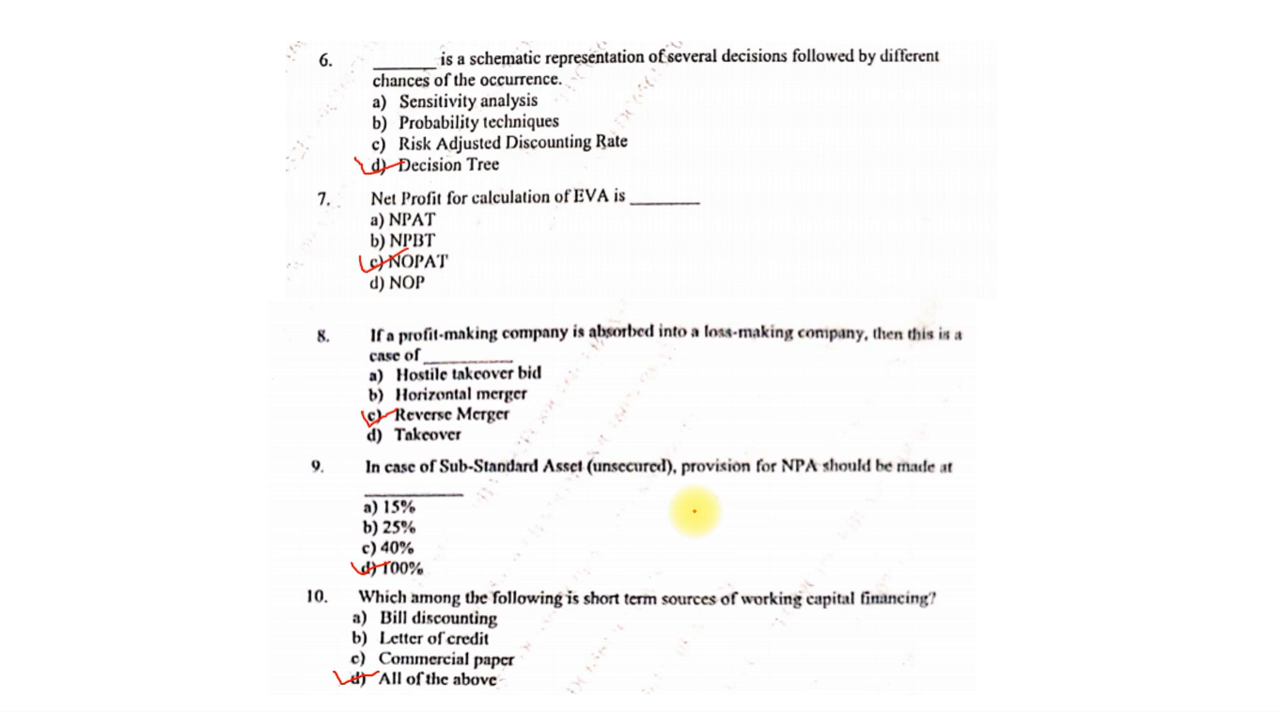 6. _______ is a schematic representation of several decisions followed by different
chances of the occurrence.
a) Sensitivity analysis
b) Probability techniques
c) Risk Adjusted Discounting Rate
d) Decision Tree
7. Net Profit for calculation of EVA is ________
a) NPAT
b) NPBT
c) NOPAT
d) NOP
8. If a profit-making company is absorbed into a loss-making company, then this is a
case of __________
a) Hostile takeover bid
b) Horizontal merger
c) Reverse Merger
d) Takeover
9. In case of Sub-Standard Asset (unsecured), provision for NPA should be made at
___________
a) 15%
b) 25%
c) 40%
d) 100%
10. Which among the following is short term sources of working capital financing?
a) Bill discounting
b) Letter of credit
c) Commercial paper
d) All of the above